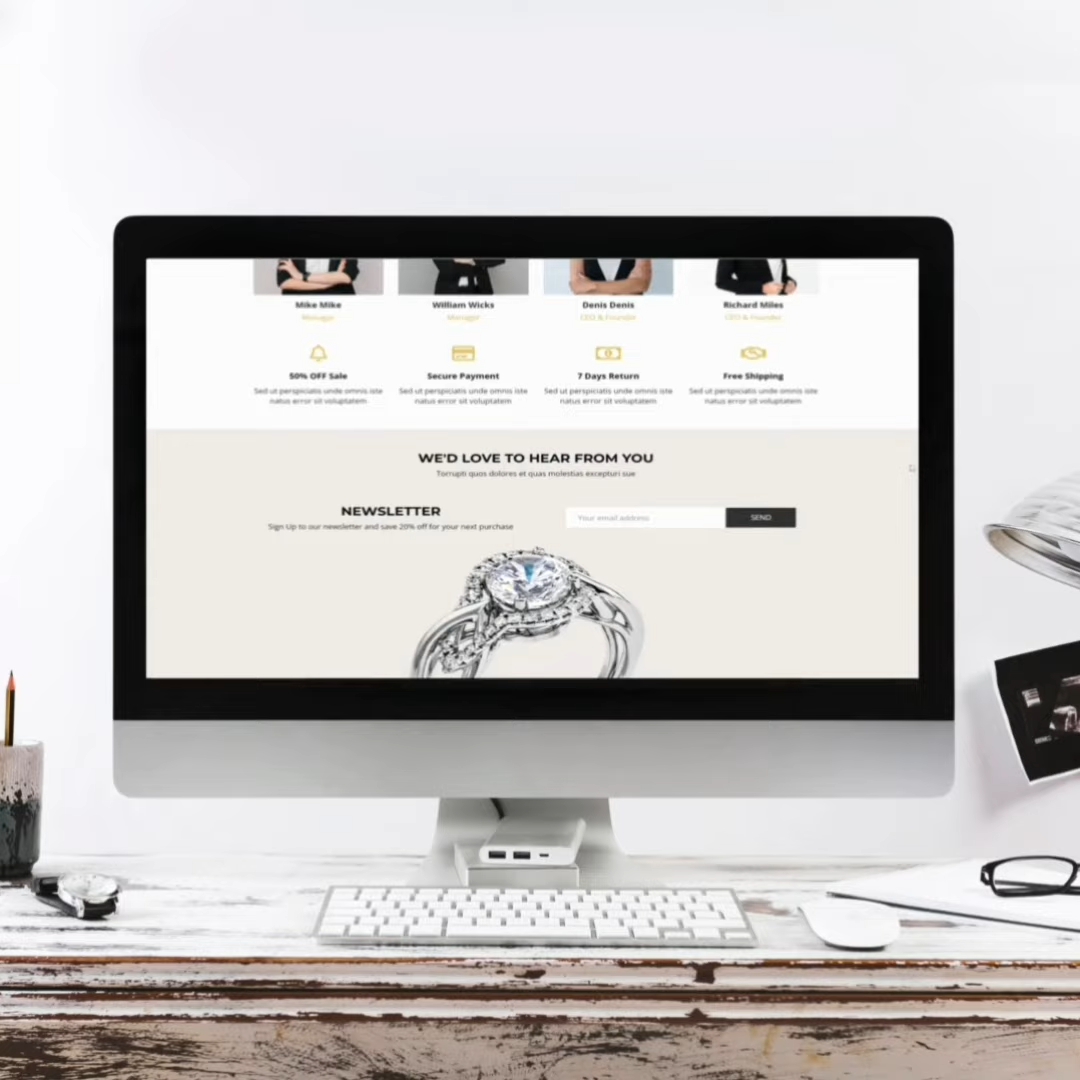 Mike Mike
William Wicks
Denis Denis
Richard Miles
Manager
Manager
CEO & Founder
CEO & Founder
50% OFF Sale
Secure Payment
7 Days Return
Free Shipping
Sed ut perspiciatis unde omnis iste
natus error sit voluptatem
Sed ut perspiciatis unde omnis iste
natus error sit voluptatem
Sed ut perspiciatis unde omnis iste
natus error sit voluptatem
Sed ut perspiciatis unde omnis iste
natus error sit voluptatem
WE'D LOVE TO HEAR FROM YOU
Torrupti quos dolores et quas molestias excepturi sue
NEWSLETTER
Sign Up to our newsletter and save 20% off for your next purchase
Your email address
SEND